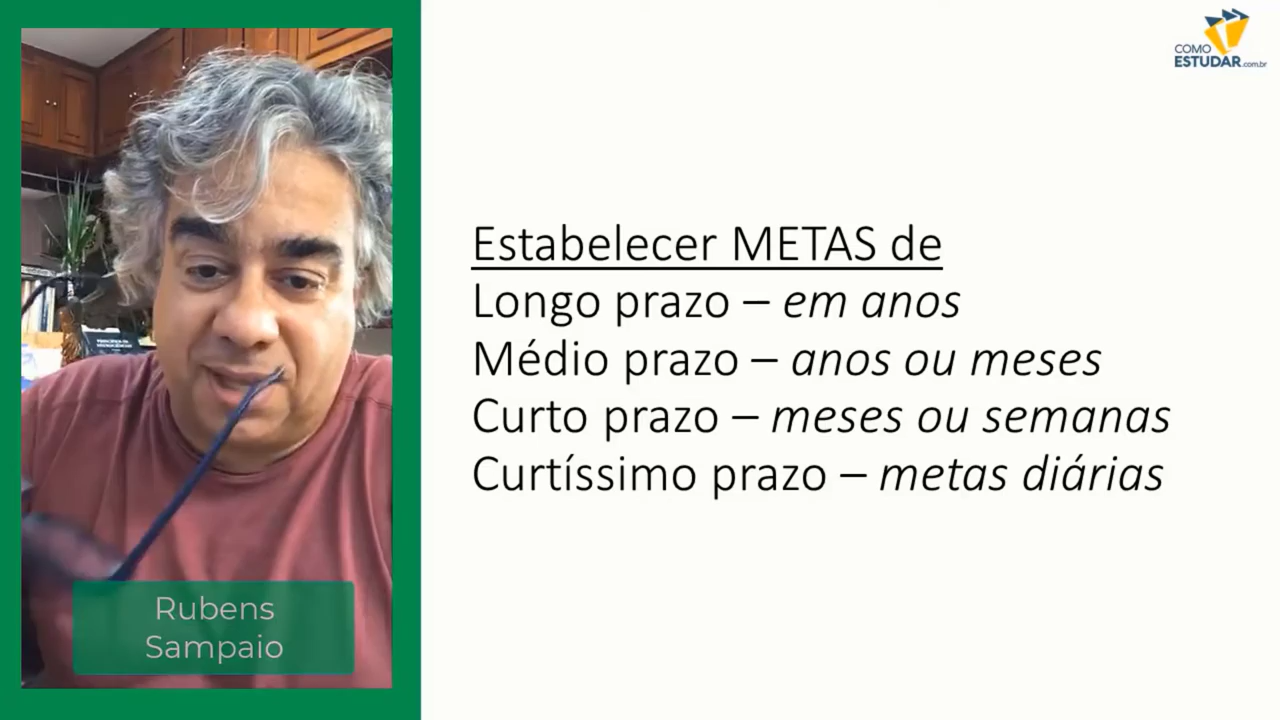 COMO
ESTUDAR.com.br
Estabelecer METAS de
Longo prazo – em anos
Médio prazo – anos ou meses
Curto prazo – meses ou semanas
Curtíssimo prazo – metas diárias
Rubens
Sampaio